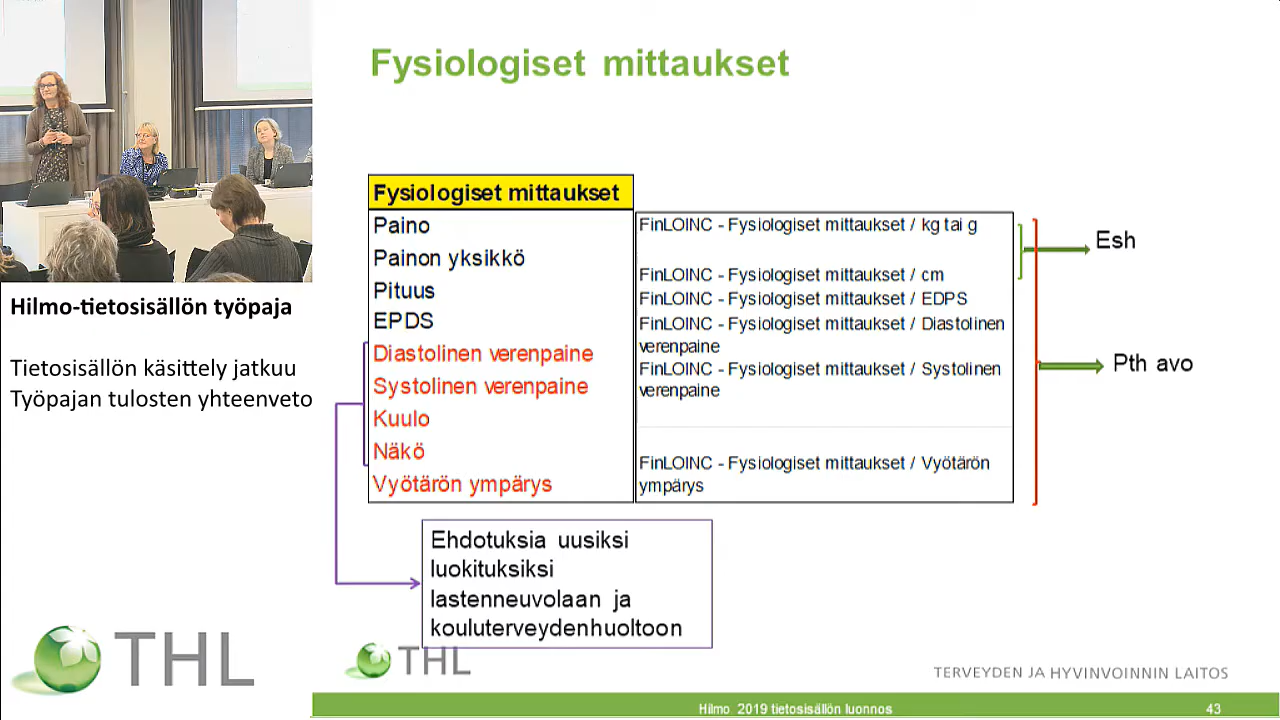 Fysiologiset mittaukset
Fysiologiset mittaukset
Paino
Painon yksikkö
Pituus
EPDS
Diastolinen verenpaine
Systolinen verenpaine
Kuulo
Näkö
Vyötärön ympärys
FinLOINC - Fysiologiset mittaukset / kg tai g
FinLOINC - Fysiologiset mittaukset / cm
FinLOINC - Fysiologiset mittaukset / EDPS
FinLOINC - Fysiologiset mittaukset / Diastolinen
verenpaine
FinLOINC - Fysiologiset mittaukset / Systolinen
verenpaine
FinLOINC - Fysiologiset mittaukset / Vyötärön
ympärys
Esh
Pth avo
Ehdotuksia uusiksi
luokituksiksi
lastenneuvolaan ja
kouluterveydenhuoltoon
Hilmo-tietosisällön työpaja
Tietosisällön käsittely jatkuu
Työpajan tulosten yhteenveto
THL
THL
TERVEYDEN JA HYVINVOINNIN LAITOS
Hilmo 2019 tietosisällön luonnos
43